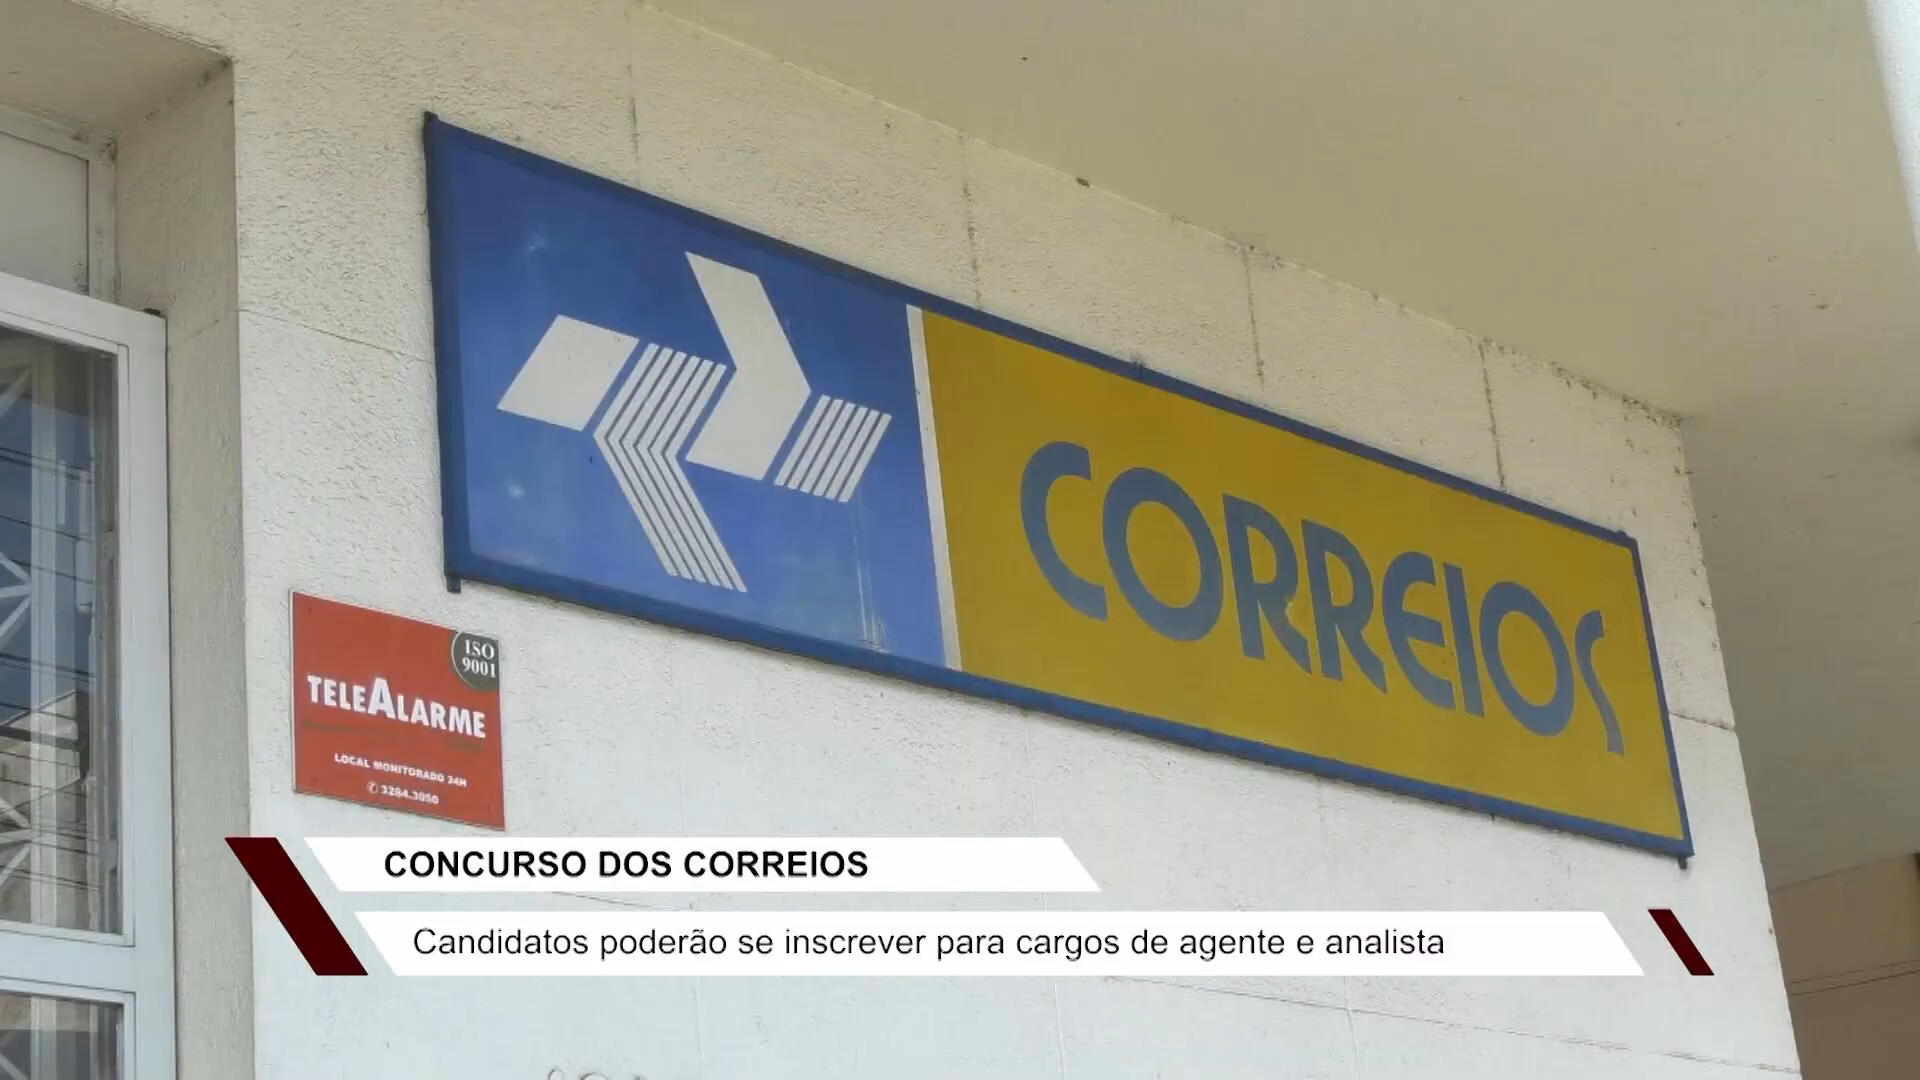 CORREIOS
ISO
9001
TELEALARME
LOCAL MONITORADO 24H
3284.3050
CONCURSO DOS CORREIOS
Candidatos poderão se inscrever para cargos de agente e analista